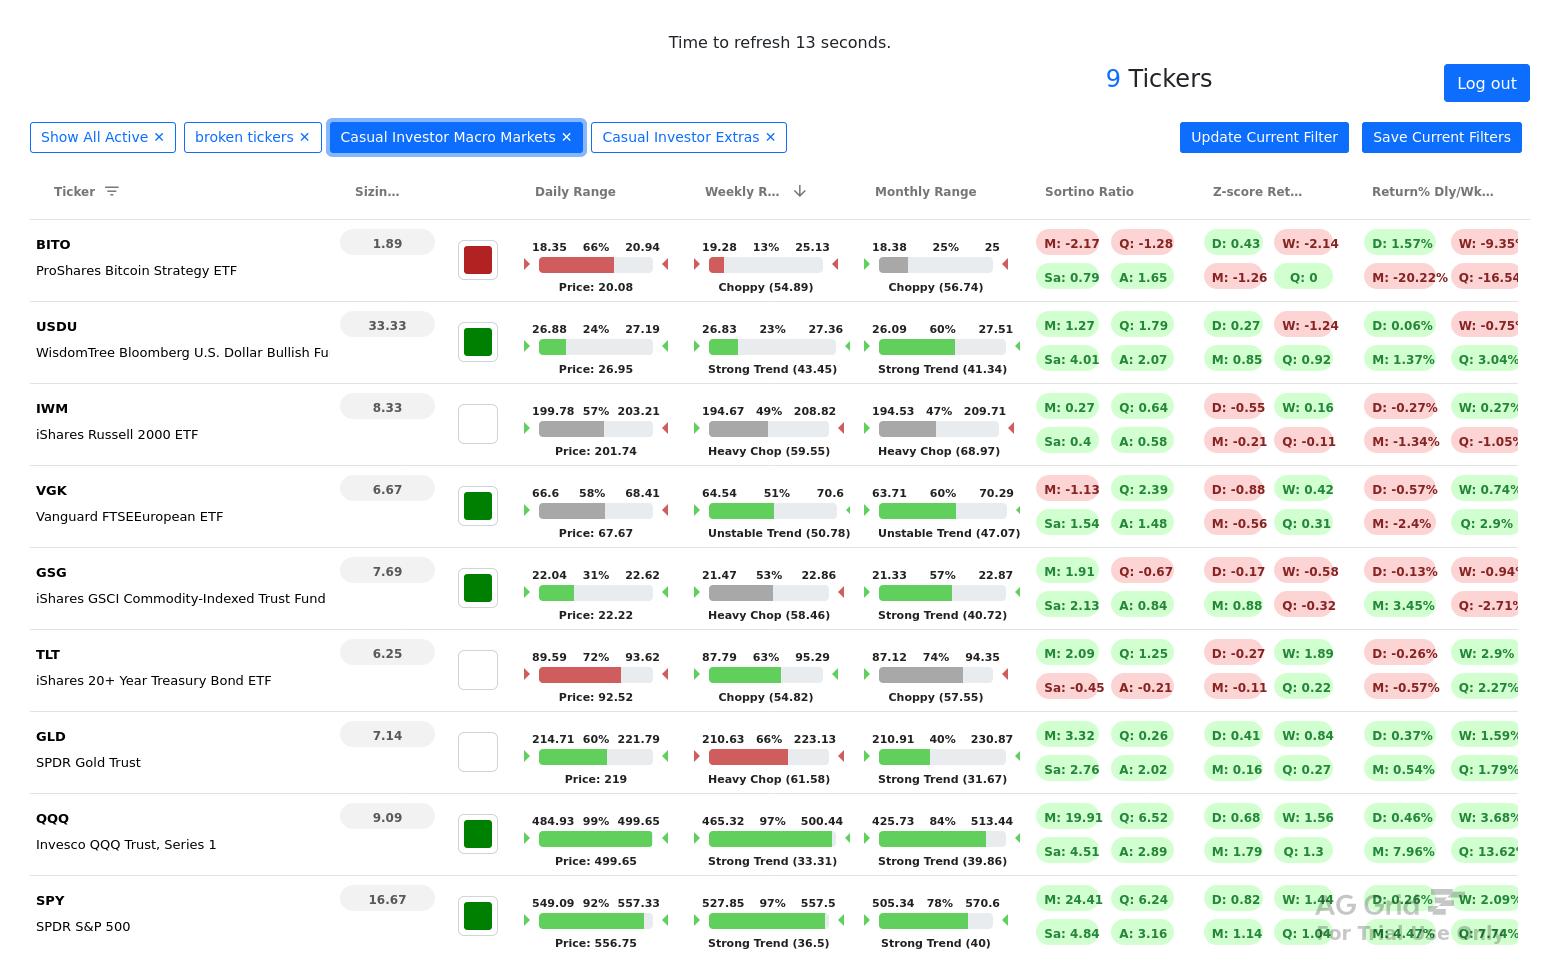 Time to refresh 13 seconds.
9 Tickers
Log out
Show All Active ✕ broken tickers ✕ Casual Investor Macro Markets ✕ Casual Investor Extras ✕ Update Current Filter Save Current Filters
Ticker Sizin... Daily Range Weekly R... Monthly Range Sortino Ratio Z-score Ret... Return% Dly/Wk...
BITO 1.89 18.35 66% 20.94 19.28 13% 25.13 18.38 25% 25 M: -2.17 Q: -1.28 D: 0.43 W: -2.14 D: 1.57% W: -9.35%
ProShares Bitcoin Strategy ETF Sa: 0.79 A: 1.65 M: -1.26 Q: 0 M: -20.22% Q: -16.54
Price: 20.08 Choppy (54.89) Choppy (56.74)
USDU 33.33 26.88 24% 27.19 26.83 23% 27.36 26.09 60% 27.51 M: 1.27 Q: 1.79 D: 0.27 W: -1.24 D: 0.06% W: -0.75%
WisdomTree Bloomberg U.S. Dollar Bullish Fu Sa: 4.01 A: 2.07 M: 0.85 Q: 0.92 M: 1.37% Q: 3.04%
Price: 26.95 Strong Trend (43.45) Strong Trend (41.34)
IWM 8.33 199.78 57% 203.21 194.67 49% 208.82 194.53 47% 209.71 M: 0.27 Q: 0.64 D: -0.55 W: 0.16 D: -0.27% W: 0.27%
iShares Russell 2000 ETF Sa: 0.4 A: 0.58 M: -0.21 Q: -0.11 M: -1.34% Q: -1.05%
Price: 201.74 Heavy Chop (59.55) Heavy Chop (68.97)
VGK 6.67 66.6 58% 68.41 64.54 51% 70.6 63.71 60% 70.29 M: -1.13 Q: 2.39 D: -0.88 W: 0.42 D: -0.57% W: 0.74%
Vanguard FTSEEuropean ETF Sa: 1.54 A: 1.48 M: -0.56 Q: 0.31 M: -2.4% Q: 2.9%
Price: 67.67 Unstable Trend (50.78) Unstable Trend (47.07)
GSG 7.69 22.04 31% 22.62 21.47 53% 22.86 21.33 57% 22.87 M: 1.91 Q: -0.67 D: -0.17 W: -0.58 D: -0.13% W: -0.94%
iShares GSCI Commodity-Indexed Trust Fund Sa: 2.13 A: 0.84 M: 0.88 Q: -0.32 M: 3.45% Q: -2.71%
Price: 22.22 Heavy Chop (58.46) Strong Trend (40.72)
TLT 6.25 89.59 72% 93.62 87.79 63% 95.29 87.12 74% 94.35 M: 2.09 Q: 1.25 D: -0.27 W: 1.89 D: -0.26% W: 2.9%
iShares 20+ Year Treasury Bond ETF Sa: -0.45 A: -0.21 M: -0.11 Q: 0.22 M: -0.57% Q: 2.27%
Price: 92.52 Choppy (54.82) Choppy (57.55)
GLD 7.14 214.71 60% 221.79 210.63 66% 223.13 210.91 40% 230.87 M: 3.32 Q: 0.26 D: 0.41 W: 0.84 D: 0.37% W: 1.59%
SPDR Gold Trust Sa: 2.76 A: 2.02 M: 0.16 Q: 0.27 M: 0.54% Q: 1.79%
Price: 219 Heavy Chop (61.58) Strong Trend (31.67)
QQQ 9.09 484.93 99% 499.65 465.32 97% 500.44 425.73 84% 513.44 M: 19.91 Q: 6.52 D: 0.68 W: 1.56 D: 0.46% W: 3.68%
Invesco QQQ Trust, Series 1 Sa: 4.51 A: 2.89 M: 1.79 Q: 1.3 M: 7.96% Q: 13.62%
Price: 499.65 Strong Trend (33.31) Strong Trend (39.86)
SPY 16.67 549.09 92% 557.33 527.85 97% 557.5 505.34 78% 570.6 M: 24.41 Q: 6.24 D: 0.82 W: 1.44 D: 0.26% W: 2.09%
SPDR S&P 500 Sa: 4.84 A: 3.16 M: 1.14 Q: 1.04 M: 4.47% Q: 7.74%
Price: 556.75 Strong Trend (36.5) Strong Trend (40)
AG Grid
For Trial Use Only